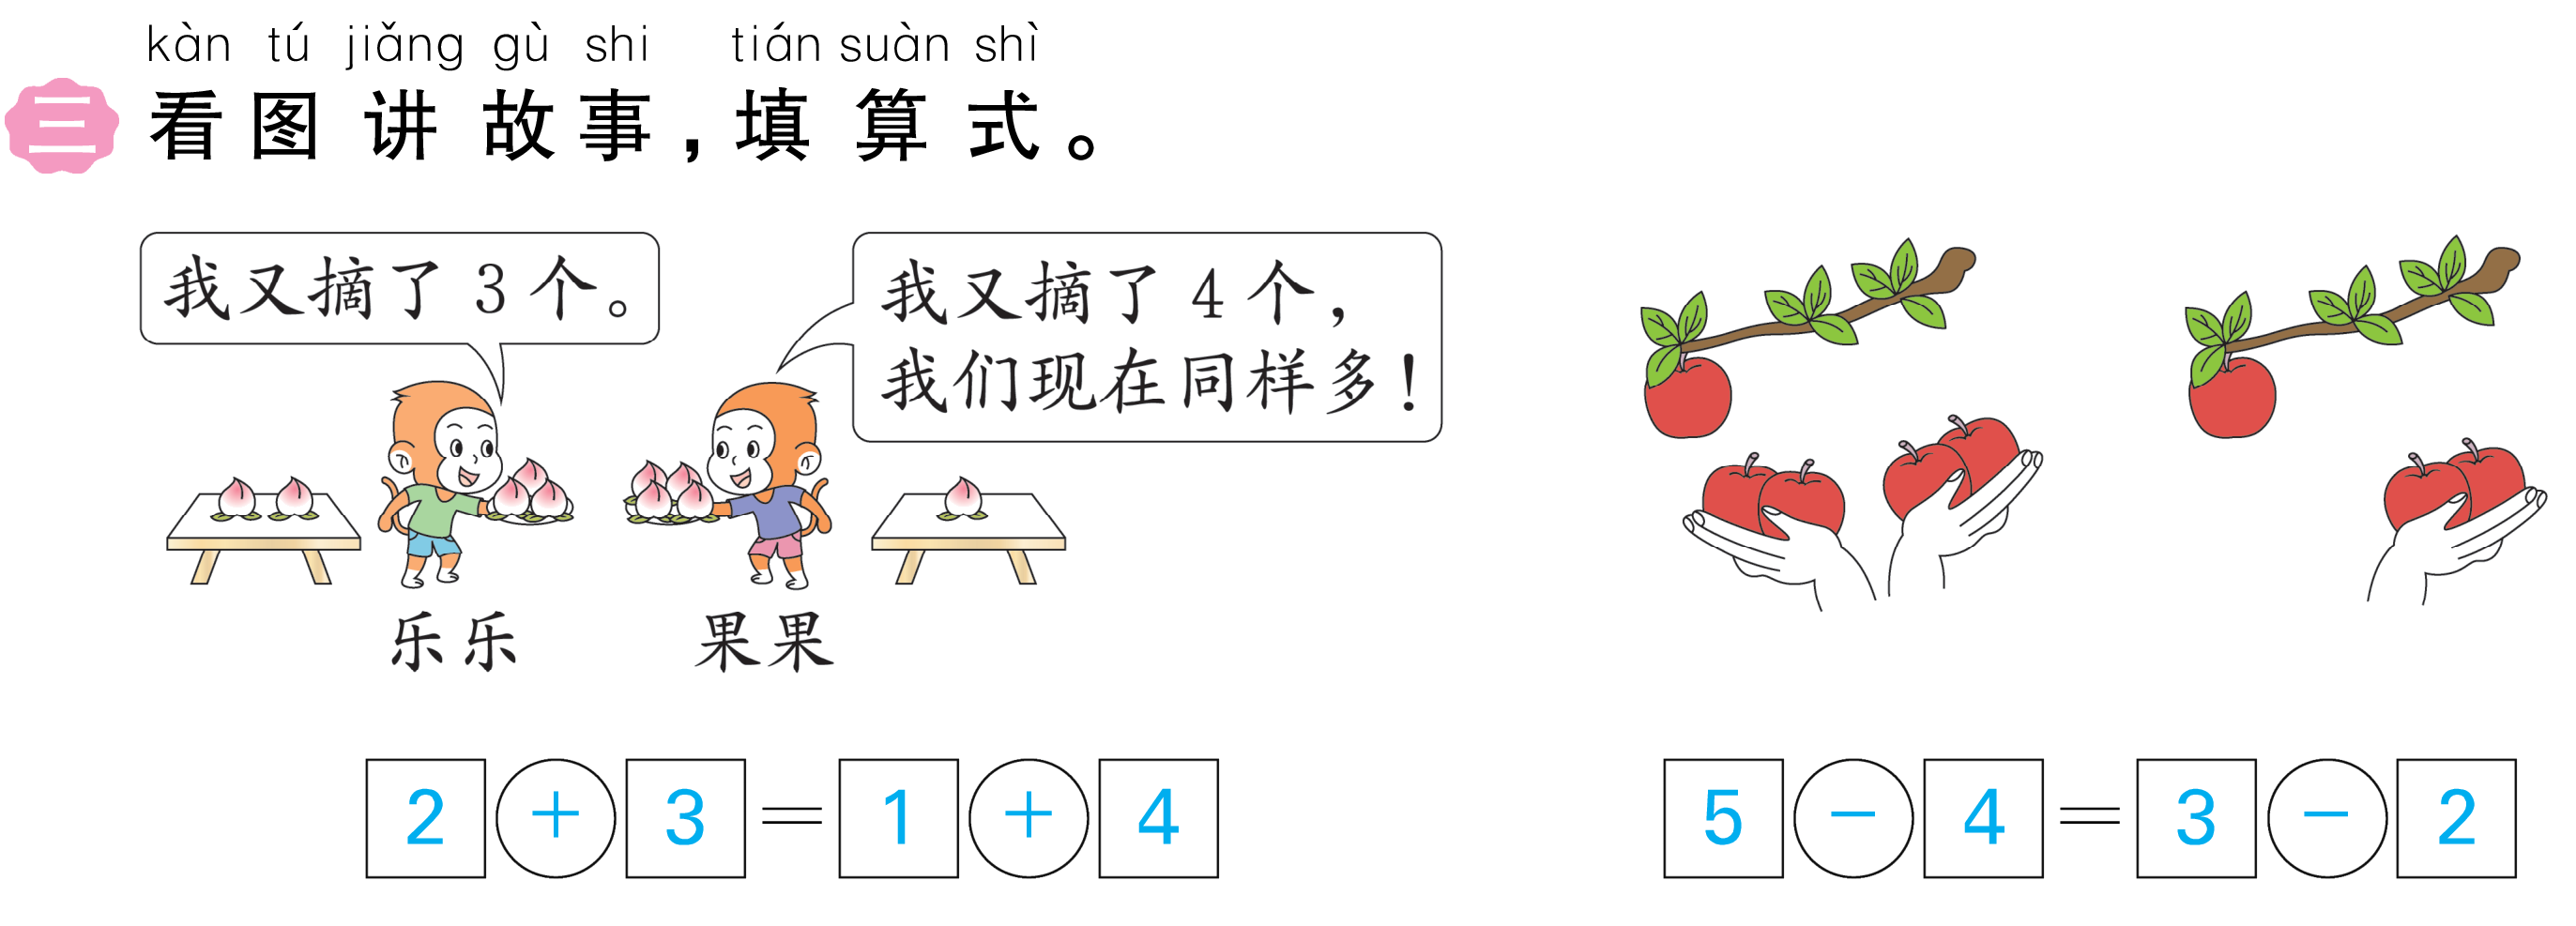 kàn tú jiǎng gù shi tián suàn shì
三 看图讲故事，填算式。
我又摘了 3 个。
我又摘了 4 个，
我们现在同样多！
乐乐 果果
2 + 3 = 1 + 4
5 - 4 = 3 - 2